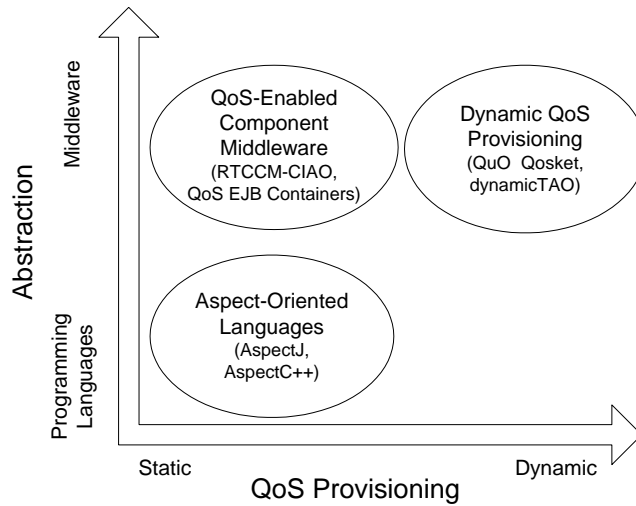 Middleware
QoS-Enabled
Component
Middleware
(RTCCM-CIAO,
QoS EJB Containers)
Dynamic QoS
Provisioning
(QuO Qosket,
dynamicTAO)
Abstraction
Programming
Languages
Aspect-Oriented
Languages
(AspectJ,
AspectC++)
Static
Dynamic
QoS Provisioning